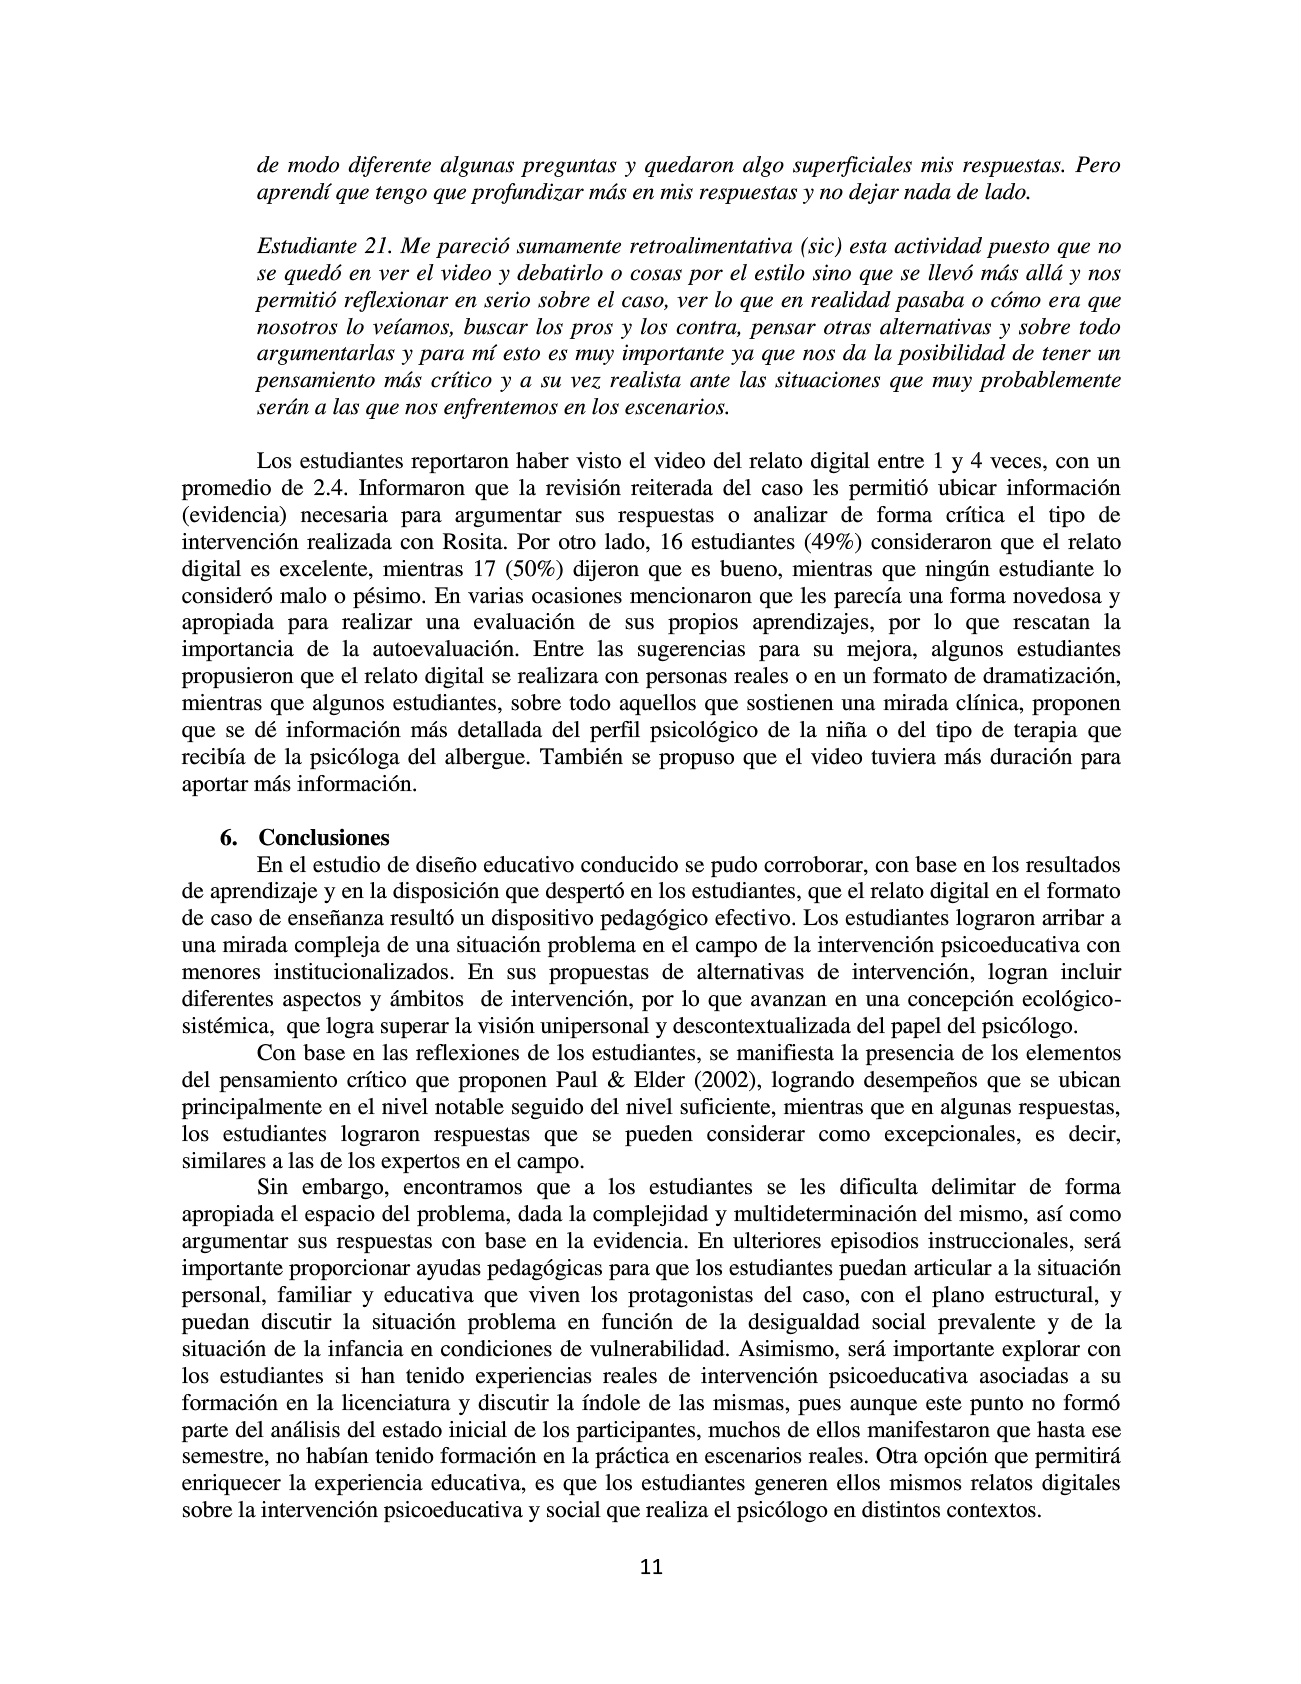 de modo diferente algunas preguntas y quedaron algo superficiales mis respuestas. Pero
aprendí que tengo que profundizar más en mis respuestas y no dejar nada de lado.
Estudiante 21. Me pareció sumamente retroalimentativa (sic) esta actividad puesto que no
se quedó en ver el video y debatirlo o cosas por el estilo sino que se llevó más allá y nos
permitió reflexionar en serio sobre el caso, ver lo que en realidad pasaba o cómo era que
nosotros lo veíamos, buscar los pros y los contra, pensar otras alternativas y sobre todo
argumentarlas y para mí esto es muy importante ya que nos da la posibilidad de tener un
pensamiento más crítico y a su vez realista ante las situaciones que muy probablemente
serán a las que nos enfrentemos en los escenarios.
Los estudiantes reportaron haber visto el video del relato digital entre 1 y 4 veces, con un
promedio de 2.4. Informaron que la revisión reiterada del caso les permitió ubicar información
(evidencia) necesaria para argumentar sus respuestas o analizar de forma crítica el tipo de
intervención realizada con Rosita. Por otro lado, 16 estudiantes (49%) consideraron que el relato
digital es excelente, mientras 17 (50%) dijeron que es bueno, mientras que ningún estudiante lo
consideró malo o pésimo. En varias ocasiones mencionaron que les parecía una forma novedosa y
apropiada para realizar una evaluación de sus propios aprendizajes, por lo que rescatan la
importancia de la autoevaluación. Entre las sugerencias para su mejora, algunos estudiantes
propusieron que el relato digital se realizara con personas reales o en un formato de dramatización,
mientras que algunos estudiantes, sobre todo aquellos que sostienen una mirada clínica, proponen
que se dé información más detallada del perfil psicológico de la niña o del tipo de terapia que
recibía de la psicóloga del albergue. También se propuso que el video tuviera más duración para
aportar más información.
6. Conclusiones
En el estudio de diseño educativo conducido se pudo corroborar, con base en los resultados
de aprendizaje y en la disposición que despertó en los estudiantes, que el relato digital en el formato
de caso de enseñanza resultó un dispositivo pedagógico efectivo. Los estudiantes lograron arribar a
una mirada compleja de una situación problema en el campo de la intervención psicoeducativa con
menores institucionalizados. En sus propuestas de alternativas de intervención, logran incluir
diferentes aspectos y ámbitos de intervención, por lo que avanzan en una concepción ecológico-
sistémica, que logra superar la visión unipersonal y descontextualizada del papel del psicólogo.
Con base en las reflexiones de los estudiantes, se manifiesta la presencia de los elementos
del pensamiento crítico que proponen Paul & Elder (2002), logrando desempeños que se ubican
principalmente en el nivel notable seguido del nivel suficiente, mientras que en algunas respuestas,
los estudiantes lograron respuestas que se pueden considerar como excepcionales, es decir,
similares a las de los expertos en el campo.
Sin embargo, encontramos que a los estudiantes se les dificulta delimitar de forma
apropiada el espacio del problema, dada la complejidad y multideterminación del mismo, así como
argumentar sus respuestas con base en la evidencia. En ulteriores episodios instruccionales, será
importante proporcionar ayudas pedagógicas para que los estudiantes puedan articular a la situación
personal, familiar y educativa que viven los protagonistas del caso, con el plano estructural, y
puedan discutir la situación problema en función de la desigualdad social prevalente y de la
situación de la infancia en condiciones de vulnerabilidad. Asimismo, será importante explorar con
los estudiantes si han tenido experiencias reales de intervención psicoeducativa asociadas a su
formación en la licenciatura y discutir la índole de las mismas, pues aunque este punto no formó
parte del análisis del estado inicial de los participantes, muchos de ellos manifestaron que hasta ese
semestre, no habían tenido formación en la práctica en escenarios reales. Otra opción que permitirá
enriquecer la experiencia educativa, es que los estudiantes generen ellos mismos relatos digitales
sobre la intervención psicoeducativa y social que realiza el psicólogo en distintos contextos.
11